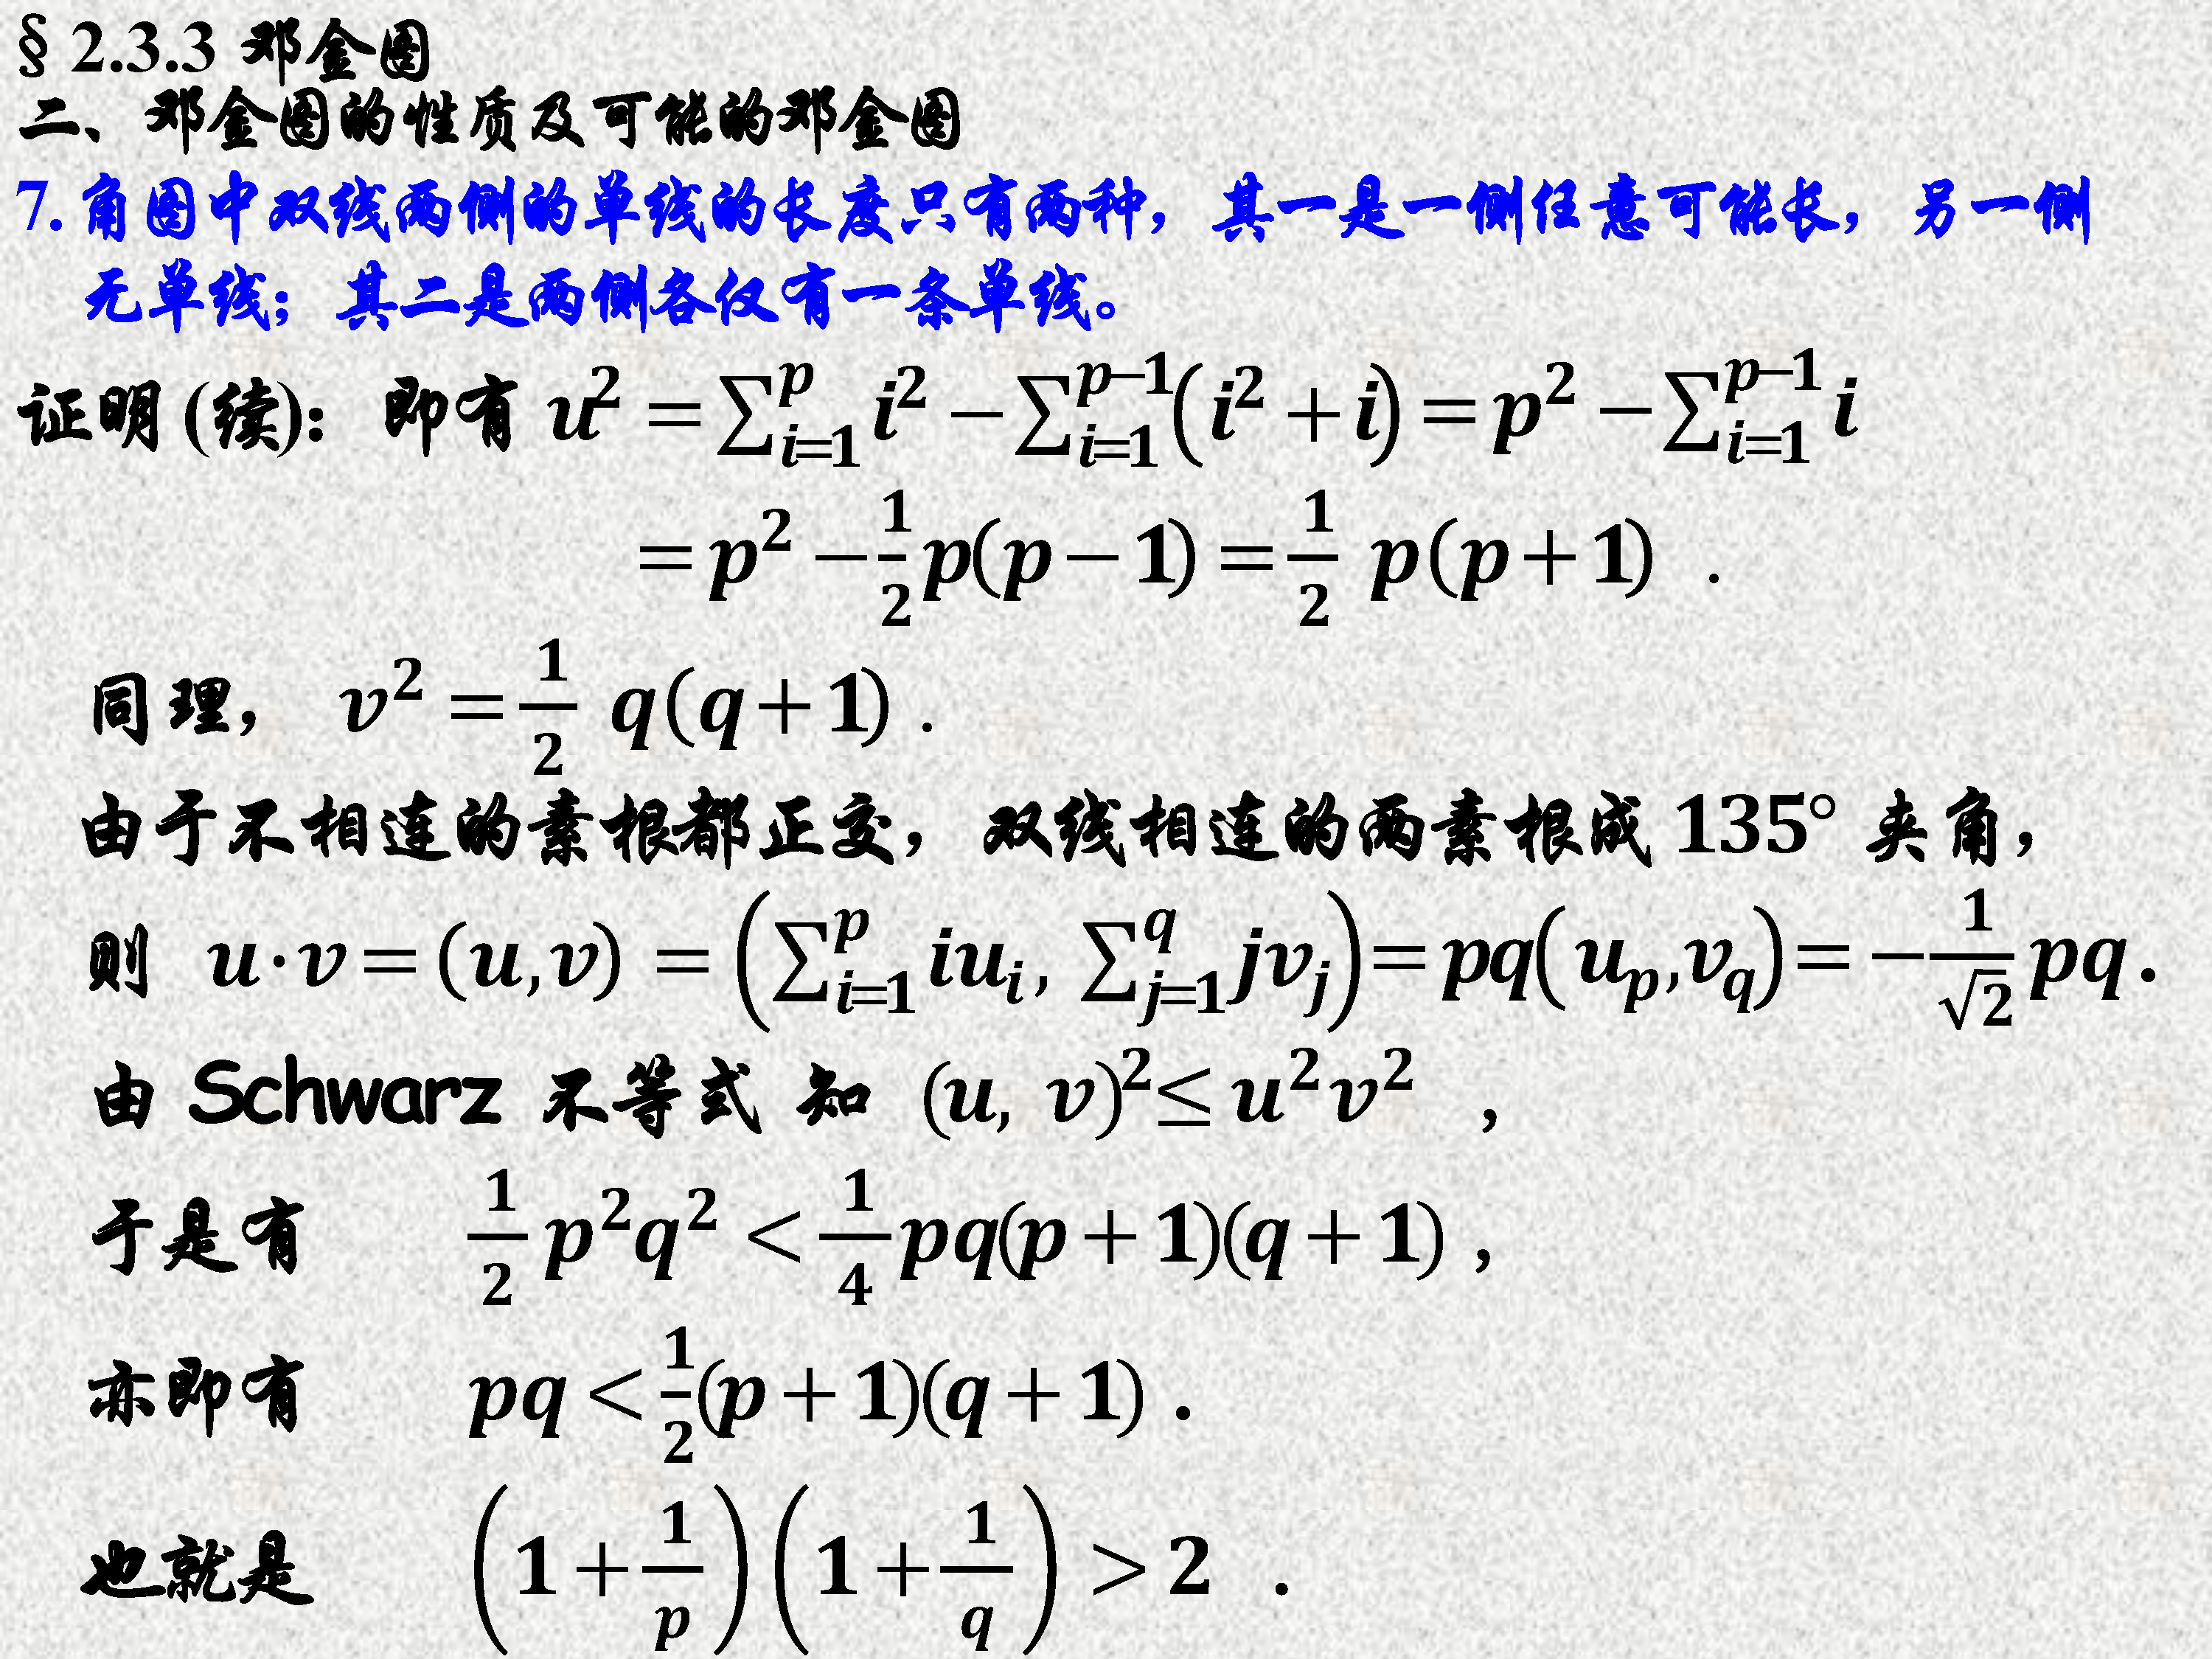 § 2.3.3 邓金图
二、邓金图的性质及可能的邓金图
7. 角图中双线两侧的单线的长度只有两种，其一是一侧任意可能长，另一侧
无单线；其二是两侧各仅有一条单线。
证明 (续)：即有 $u^2 = \sum_{i=1}^{p} i^2 - \sum_{i=1}^{p-1}(i^2 + i) = p^2 - \sum_{i=1}^{p-1} i$
$= p^2 - \frac{1}{2}p(p-1) = \frac{1}{2}p(p+1)$ .
同理， $v^2 = \frac{1}{2}q(q+1)$ .
由于不相连的素根都正交，双线相连的两素根成 135° 夹角，
则 $u \cdot v = (u,v) = \left(\sum_{i=1}^{p} iu_i, \sum_{j=1}^{q} jv_j\right) = pq(u_p,v_q) = -\frac{1}{\sqrt{2}}pq.$
由 Schwarz 不等式 知 $(u, v)^2 \leq u^2v^2$ ,
于是有 $\frac{1}{2}p^2q^2 < \frac{1}{4}pq(p+1)(q+1)$ ,
亦即有 $pq < \frac{1}{2}(p+1)(q+1)$ .
也就是 $\left(1+\frac{1}{p}\right)\left(1+\frac{1}{q}\right) > 2$ .